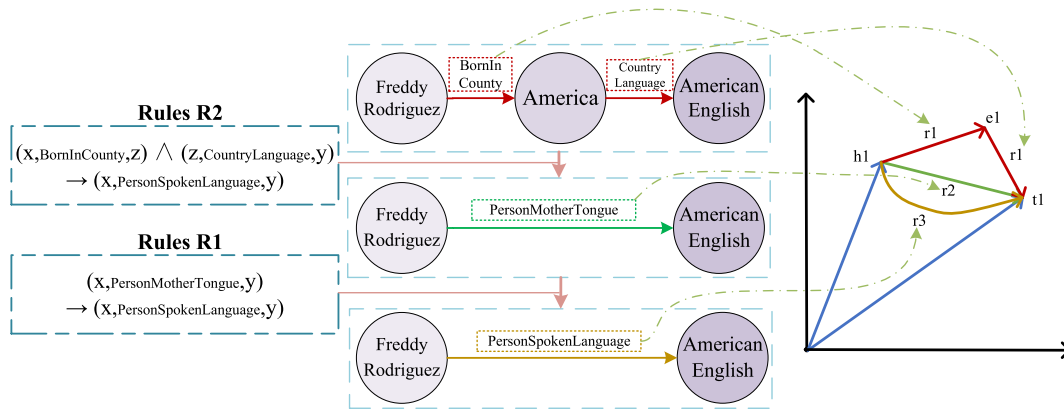 Rules R2
(x,BornInCounty,z) ∧ (z,CountryLanguage,y)
→ (x,PersonSpokenLanguage,y)
Rules R1
(x,PersonMotherTongue,y)
→ (x,PersonSpokenLanguage,y)
Freddy
Rodriguez
BornIn
County
America
Country
Language
American
English
Freddy
Rodriguez
PersonMotherTongue
American
English
Freddy
Rodriguez
PersonSpokenLanguage
American
English
e1
r1
r1
h1
r2
t1
r3